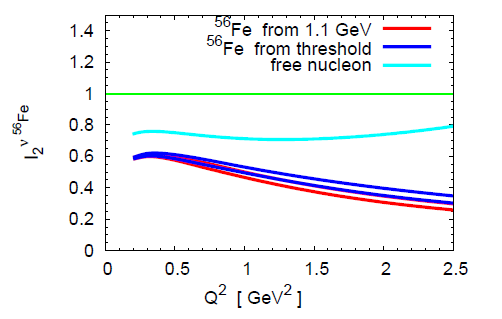 ⁵⁶Fe from 1.1 GeV
⁵⁶Fe from threshold
free nucleon
1.4
1.2
1
0.8
0.6
0.4
0.2
0
I₂^ν ⁵⁶Fe
0 0.5 1 1.5 2 2.5
Q² [ GeV² ]